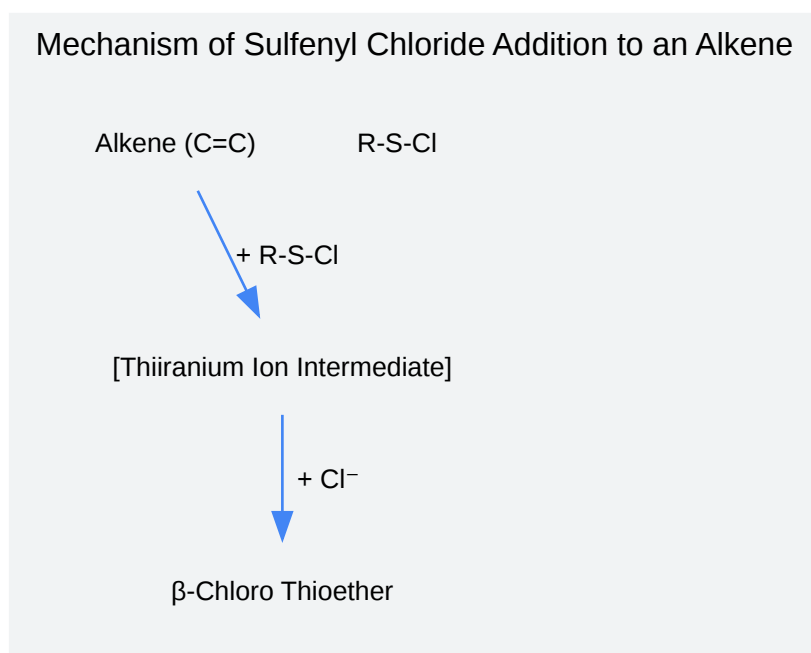 Mechanism of Sulfenyl Chloride Addition to an Alkene
Alkene (C=C) R-S-Cl
+ R-S-Cl
[Thiiranium Ion Intermediate]
+ Cl⁻
β-Chloro Thioether